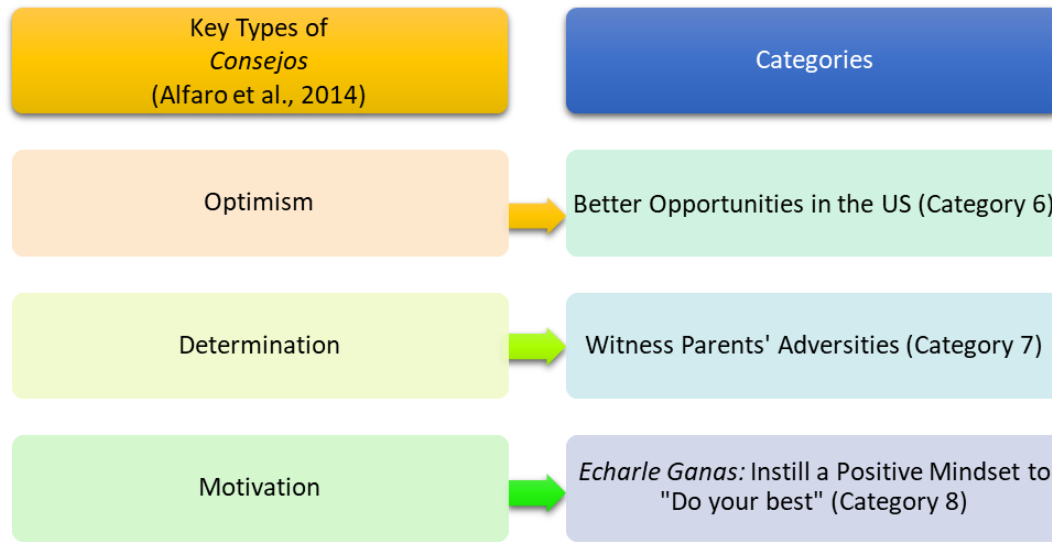 Key Types of
Consejos
(Alfaro et al., 2014)
Categories
Optimism
Better Opportunities in the US (Category 6)
Determination
Witness Parents' Adversities (Category 7)
Motivation
Echarle Ganas: Instill a Positive Mindset to
"Do your best" (Category 8)